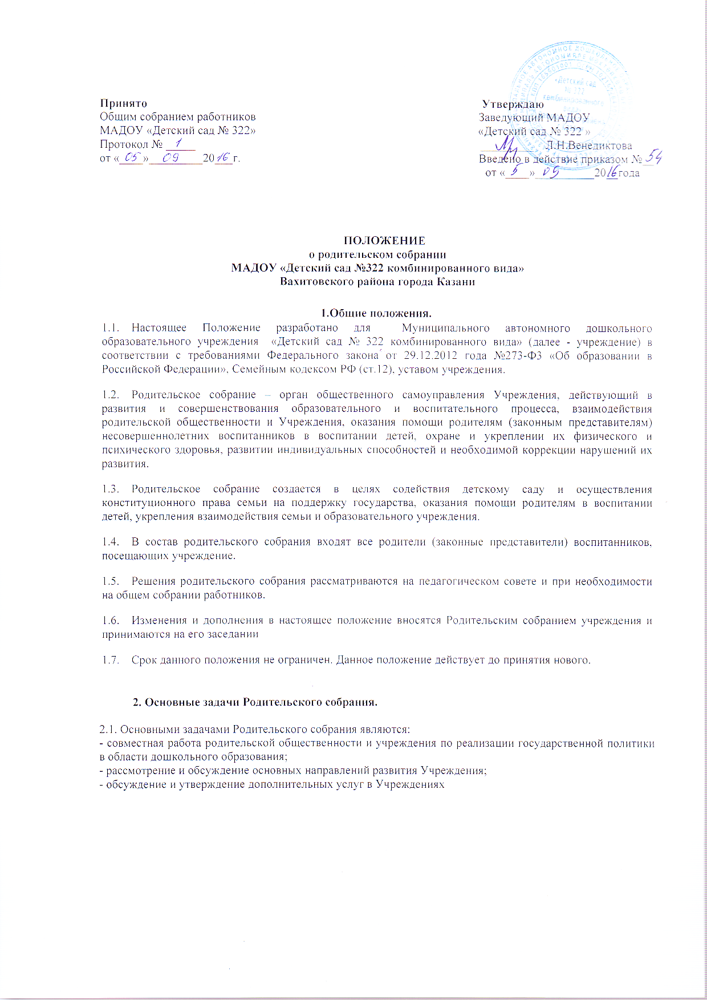 Принято
Общим собранием работников
МАДОУ «Детский сад № 322»
Протокол № 1
от « 05 » 09 2016 г.
Утверждаю
Заведующий МАДОУ
«Детский сад № 322 »
Л.Н.Венедиктова
Введено в действие приказом № 54
от « 5 » 09 2016 года
«Детский сад
№ 322
комбинированного
вида»
ПОЛОЖЕНИЕ
о родительском собрании
МАДОУ «Детский сад №322 комбинированного вида»
Вахитовского района города Казани
1.Общие положения.
1.1. Настоящее Положение разработано для Муниципального автономного дошкольного
образовательного учреждения «Детский сад № 322 комбинированного вида» (далее - учреждение) в
соответствии с требованиями Федерального закона от 29.12.2012 года №273-ФЗ «Об образовании в
Российской Федерации», Семейным кодексом РФ (ст.12), уставом учреждения.
1.2. Родительское собрание – орган общественного самоуправления Учреждения, действующий в
развития и совершенствования образовательного и воспитательного процесса, взаимодействия
родительской общественности и Учреждения, оказания помощи родителям (законным представителям)
несовершеннолетних воспитанников в воспитании детей, охране и укреплении их физического и
психического здоровья, развитии индивидуальных способностей и необходимой коррекции нарушений их
развития.
1.3. Родительское собрание создается в целях содействия детскому саду и осуществления
конституционного права семьи на поддержку государства, оказания помощи родителям в воспитании
детей, укрепления взаимодействия семьи и образовательного учреждения.
1.4. В состав родительского собрания входят все родители (законные представители) воспитанников,
посещающих учреждение.
1.5. Решения родительского собрания рассматриваются на педагогическом совете и при необходимости
на общем собрании работников.
1.6. Изменения и дополнения в настоящее положение вносятся Родительским собранием учреждения и
принимаются на его заседании
1.7. Срок данного положения не ограничен. Данное положение действует до принятия нового.
2. Основные задачи Родительского собрания.
2.1. Основными задачами Родительского собрания являются:
- совместная работа родительской общественности и учреждения по реализации государственной политики
в области дошкольного образования;
- рассмотрение и обсуждение основных направлений развития Учреждения;
- обсуждение и утверждение дополнительных услуг в Учреждениях